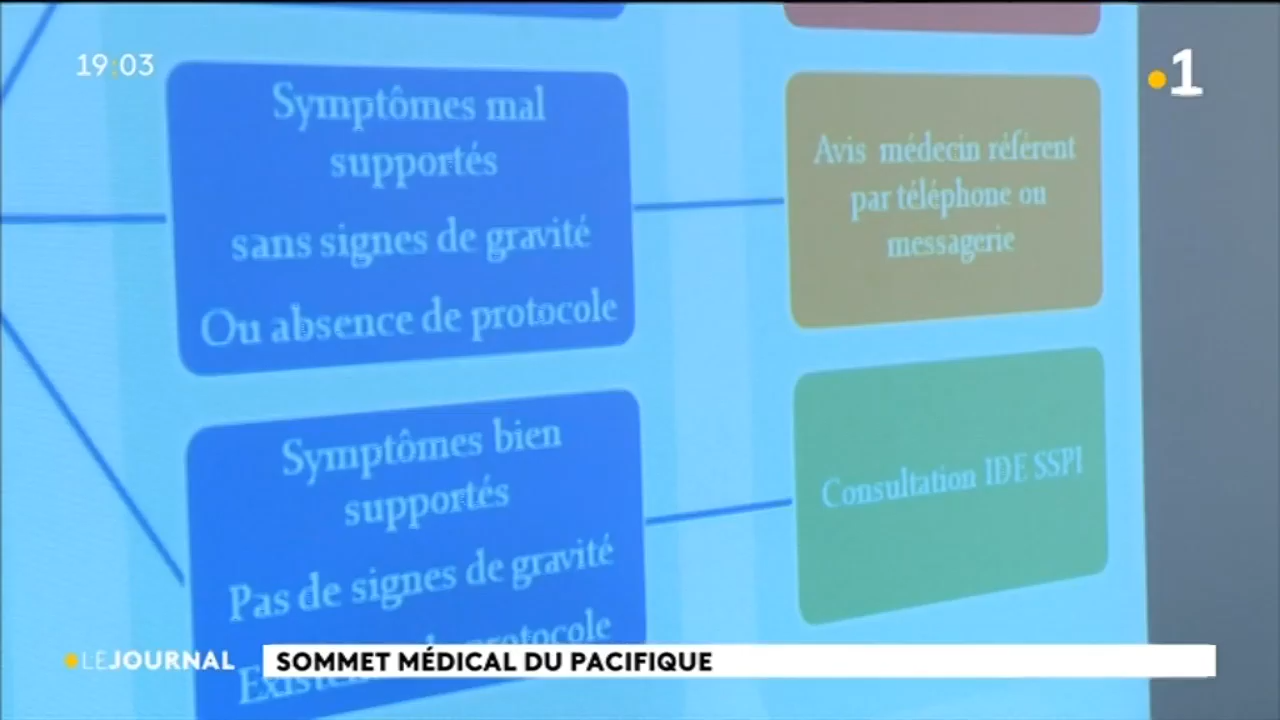 19:03
1
Symptômes mal
supportés
sans signes de gravité
Ou absence de protocole
Avis médecin référent
par téléphone ou
messagerie
Symptômes bien
supportés
Pas de signes de gravité
protocole
Consultation IDE SSPI
LEJOURNAL
SOMMET MÉDICAL DU PACIFIQUE